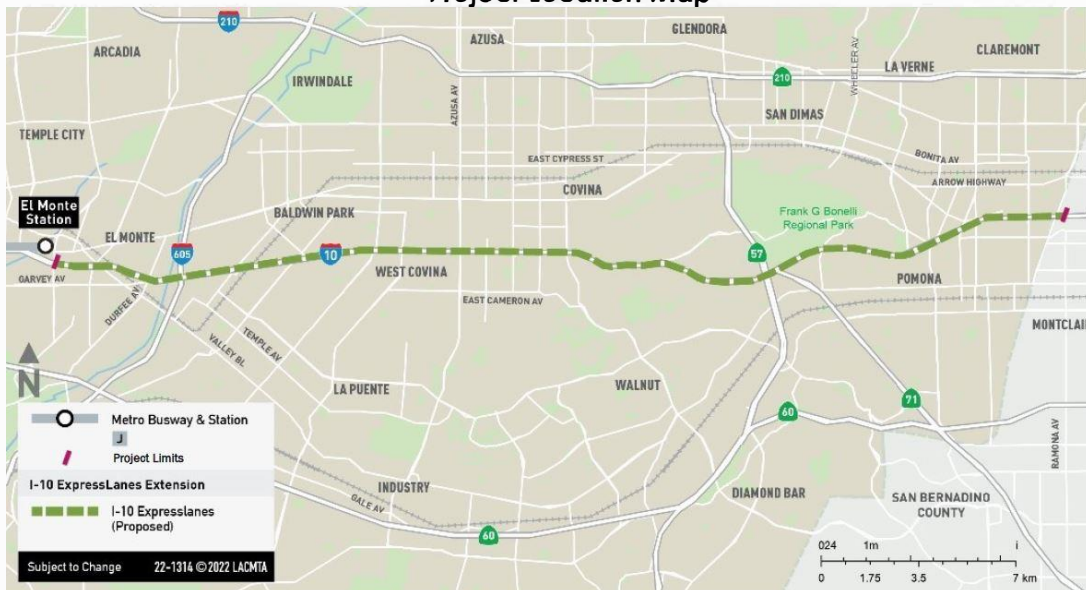 Project Location Map
210
ARCADIA
AZUSA
GLENDORA
CLAREMONT
IRWINDALE
WHEELER AV
LA VERNE
210
AZUSA AV
SAN DIMAS
TEMPLE CITY
EAST CYPRESS ST
BONITA AV
COVINA
ARROW HIGHWAY
El Monte
Station
BALDWIN PARK
Frank G Bonelli
Regional Park
EL MONTE
605
10
57
GARVEY AV
WEST COVINA
POMONA
DURFEE AV
EAST CAMERON AV
MONTCLAI
TEMPLE AV
VALLEY BL
N
LA PUENTE
WALNUT
71
60
Metro Busway & Station
J
Project Limits
RAMONA AV
I-10 ExpressLanes Extension
INDUSTRY
DIAMOND BAR
SAN BERNADINO
COUNTY
I-10 Expresslanes
(Proposed)
GALE AV
60
024 1m i
Subject to Change 22-1314 ©2022 LACMTA
0 1.75 3.5 7 km